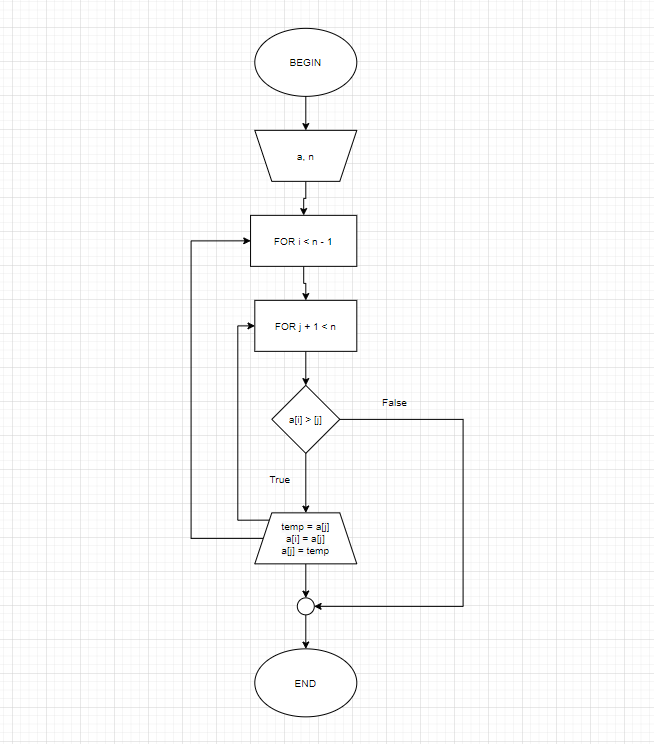 BEGIN
a, n
FOR i < n - 1
FOR j + 1 < n
False
a[i] > [j]
True
temp = a[j]
a[i] = a[j]
a[j] = temp
END